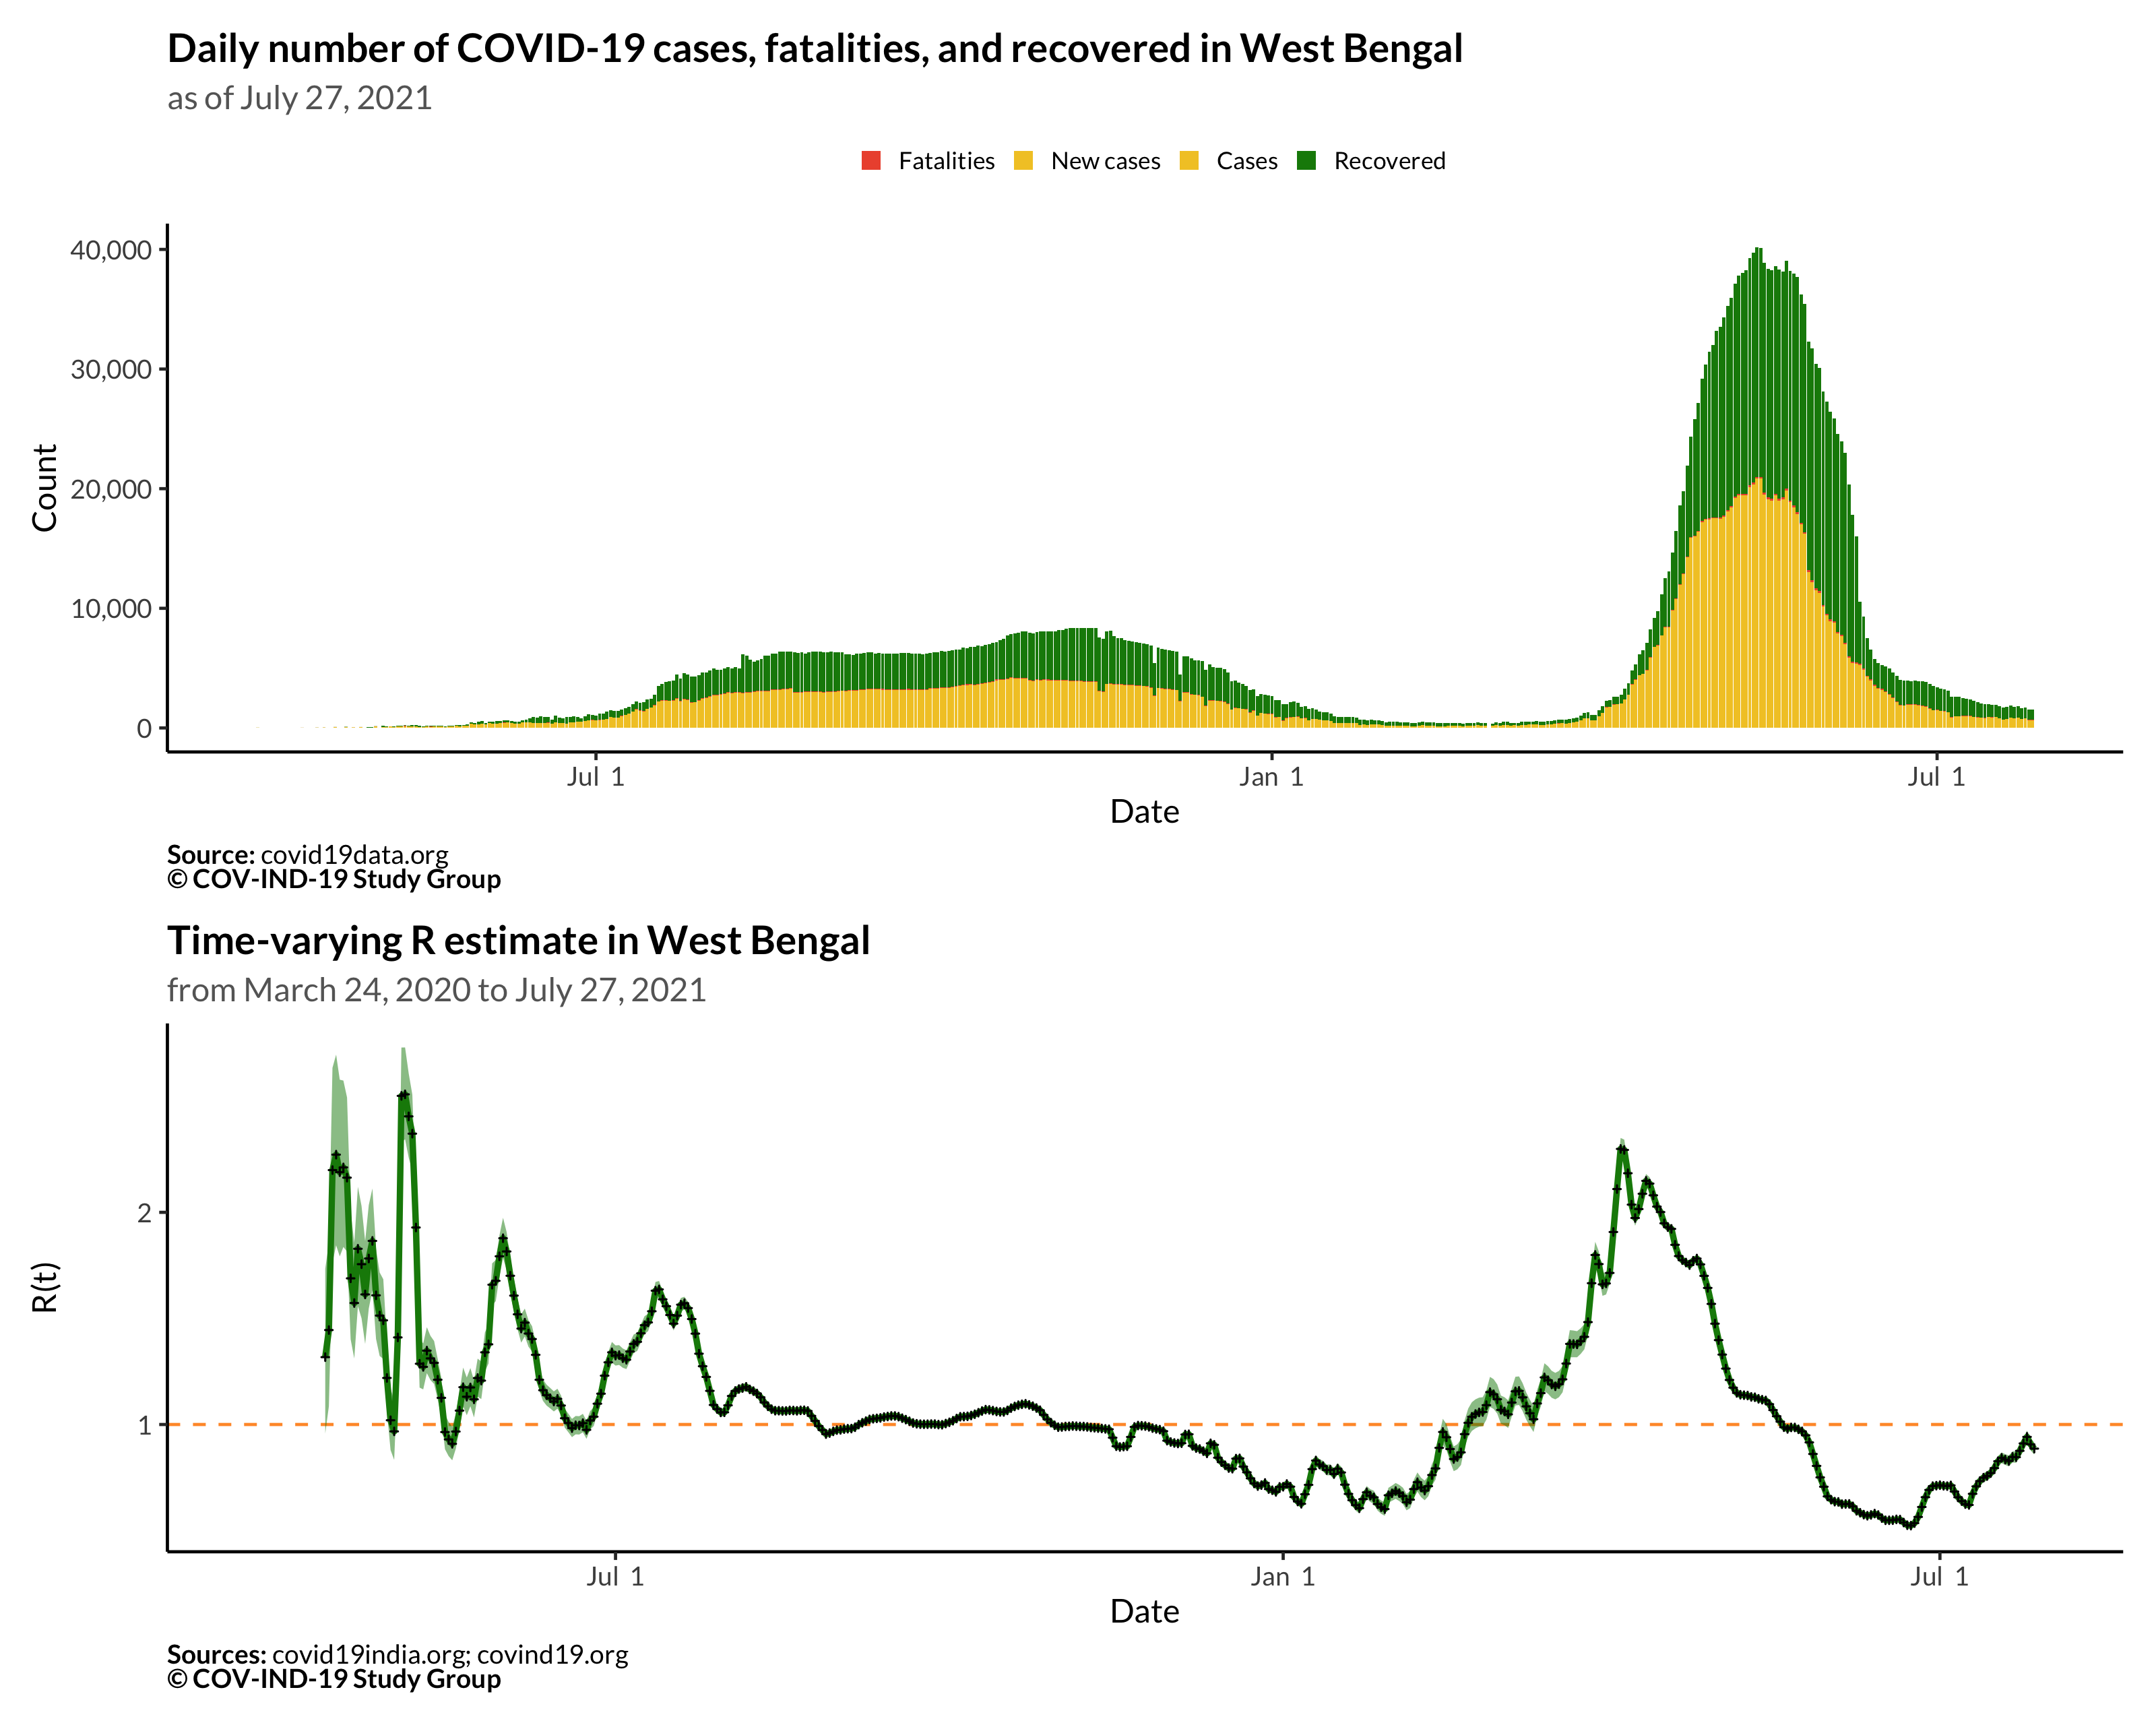 Daily number of COVID-19 cases, fatalities, and recovered in West Bengal
as of July 27, 2021
Fatalities New cases Cases Recovered
40,000
30,000
20,000
10,000
0
Count
Jul 1 Jan 1 Jul 1
Date
Source: covid19data.org
© COV-IND-19 Study Group
Time-varying R estimate in West Bengal
from March 24, 2020 to July 27, 2021
2
1
R(t)
Jul 1 Jan 1 Jul 1
Date
Sources: covid19india.org; covind19.org
© COV-IND-19 Study Group